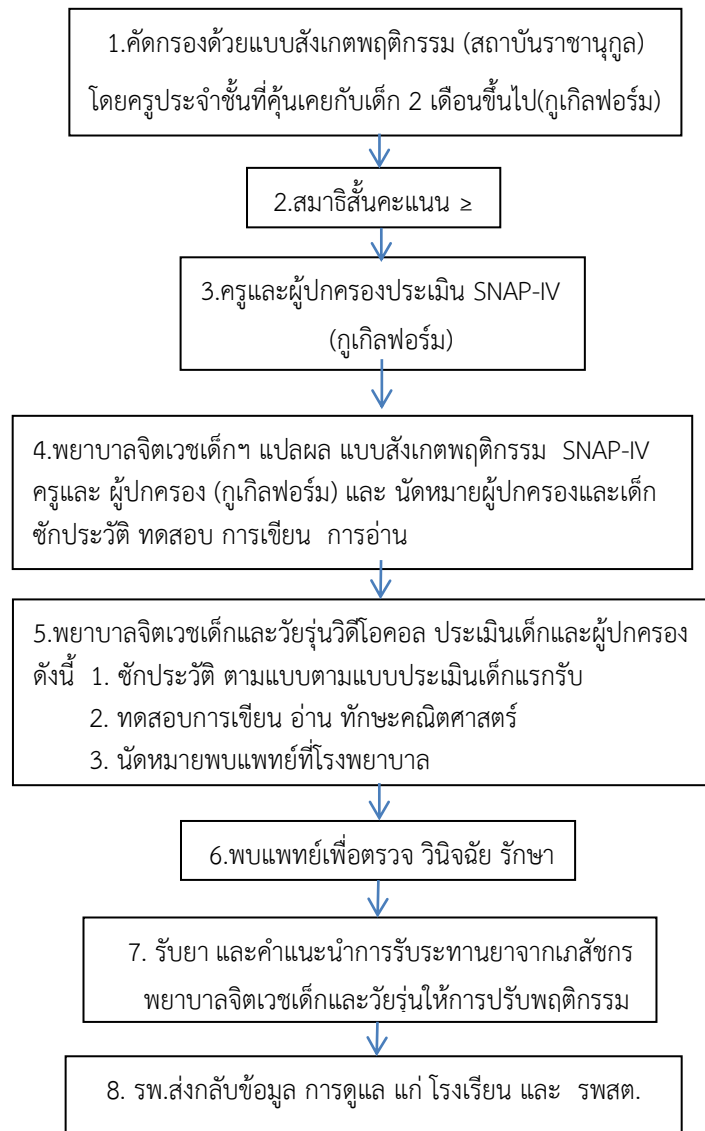 1.คัดกรองด้วยแบบสังเกตพฤติกรรม (สถาบันราชานุกูล)
โดยครูประจำชั้นที่คุ้นเคยกับเด็ก 2 เดือนขึ้นไป(กูเกิลฟอร์ม)
2.สมาธิสั้นคะแนน ≥
3.ครูและผู้ปกครองประเมิน SNAP-IV
(กูเกิลฟอร์ม)
4.พยาบาลจิตเวชเด็กฯ แปลผล แบบสังเกตพฤติกรรม SNAP-IV
ครูและ ผู้ปกครอง (กูเกิลฟอร์ม) และ นัดหมายผู้ปกครองและเด็ก
ซักประวัติ ทดสอบ การเขียน การอ่าน
5.พยาบาลจิตเวชเด็กและวัยรุ่นวิดีโอคอล ประเมินเด็กและผู้ปกครอง
ดังนี้ 1. ซักประวัติ ตามแบบตามแบบประเมินเด็กแรกรับ
2. ทดสอบการเขียน อ่าน ทักษะคณิตศาสตร์
3. นัดหมายพบแพทย์ที่โรงพยาบาล
6.พบแพทย์เพื่อตรวจ วินิจฉัย รักษา
7. รับยา และคำแนะนำการรับระทานยาจากเภสัชกร
พยาบาลจิตเวชเด็กและวัยรุ่นให้การปรับพฤติกรรม
8. รพ.ส่งกลับข้อมูล การดูแล แก่ โรงเรียน และ รพสต.